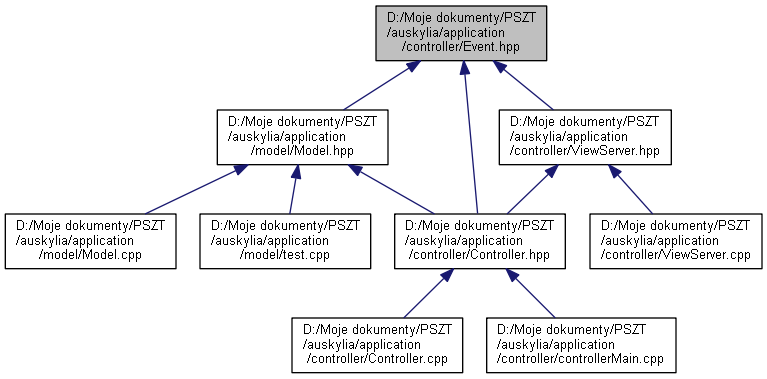 D:/Moje dokumenty/PSZT
/auskylia/application
/controller/Event.hpp
D:/Moje dokumenty/PSZT
/auskylia/application
/model/Model.hpp
D:/Moje dokumenty/PSZT
/auskylia/application
/controller/ViewServer.hpp
D:/Moje dokumenty/PSZT
/auskylia/application
/model/Model.cpp
D:/Moje dokumenty/PSZT
/auskylia/application
/model/test.cpp
D:/Moje dokumenty/PSZT
/auskylia/application
/controller/Controller.hpp
D:/Moje dokumenty/PSZT
/auskylia/application
/controller/ViewServer.cpp
D:/Moje dokumenty/PSZT
/auskylia/application
/controller/Controller.cpp
D:/Moje dokumenty/PSZT
/auskylia/application
/controller/controllerMain.cpp